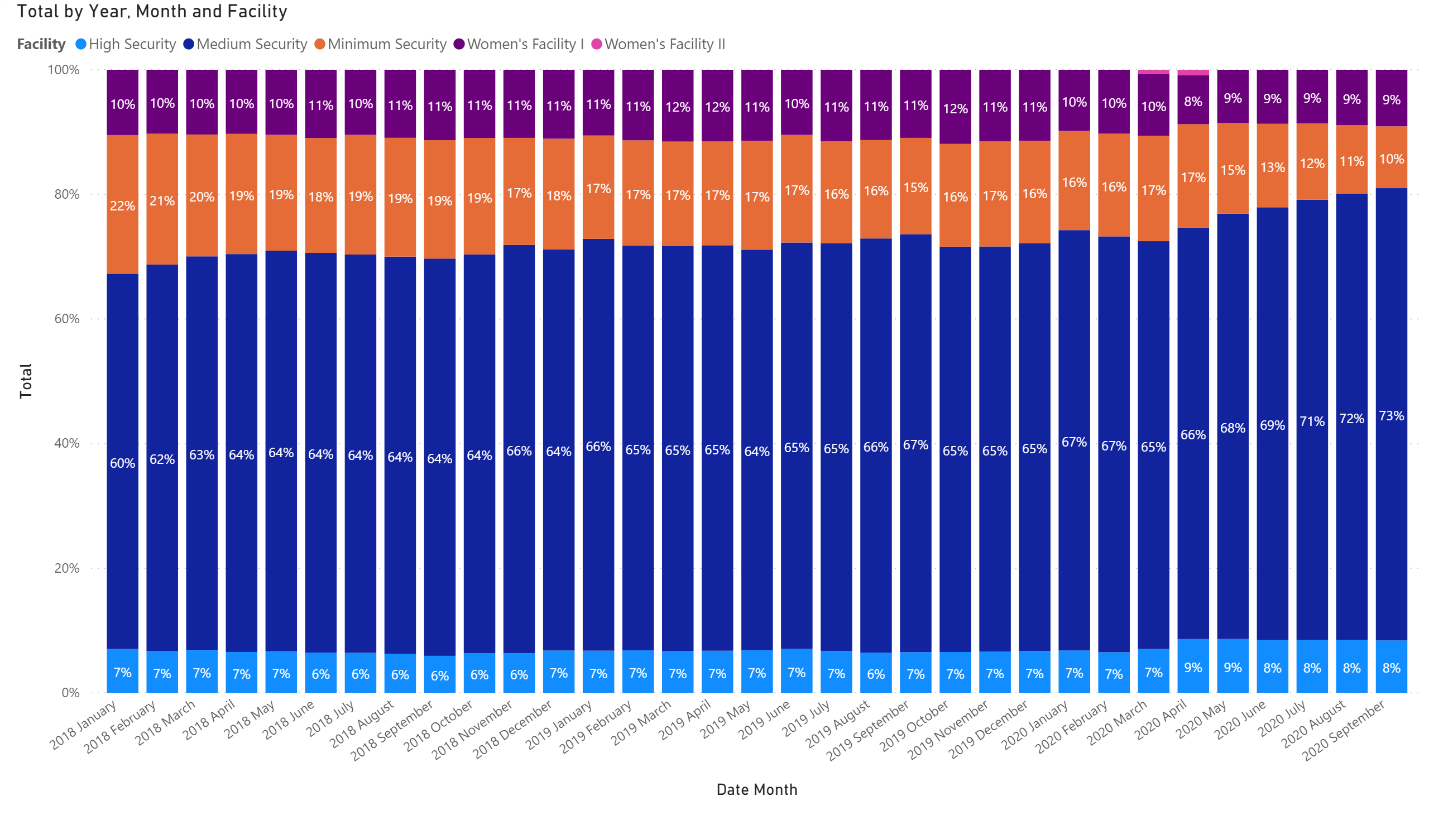 Total by Year, Month and Facility
Facility High Security Medium Security Minimum Security Women's Facility I Women's Facility II
100%
80%
60%
40%
20%
0%
Total
10% 10% 10% 10% 10% 11% 10% 11% 11% 11% 11% 11% 11% 11% 12% 12% 11% 10% 11% 11% 11% 12% 11% 11% 10% 10% 10% 8% 9% 9% 9% 9% 9%
22% 21% 20% 19% 19% 18% 19% 19% 19% 19% 17% 18% 17% 17% 17% 17% 17% 17% 16% 16% 15% 16% 17% 16% 16% 16% 17% 17% 15% 13% 12% 11% 10%
60% 62% 63% 64% 64% 64% 64% 64% 64% 64% 66% 64% 66% 65% 65% 65% 64% 65% 65% 66% 67% 65% 65% 65% 67% 67% 65% 66% 68% 69% 71% 72% 73%
7% 7% 7% 7% 7% 6% 6% 6% 6% 6% 6% 7% 7% 7% 7% 7% 7% 7% 7% 6% 7% 7% 7% 7% 7% 7% 7% 9% 9% 8% 8% 8% 8%
2018 January
2018 February
2018 March
2018 April
2018 May
2018 June
2018 July
2018 August
2018 September
2018 October
2018 November
2018 December
2019 January
2019 February
2019 March
2019 April
2019 May
2019 June
2019 July
2019 August
2019 September
2019 October
2019 November
2019 December
2020 January
2020 February
2020 March
2020 April
2020 May
2020 June
2020 July
2020 August
2020 September
Date Month